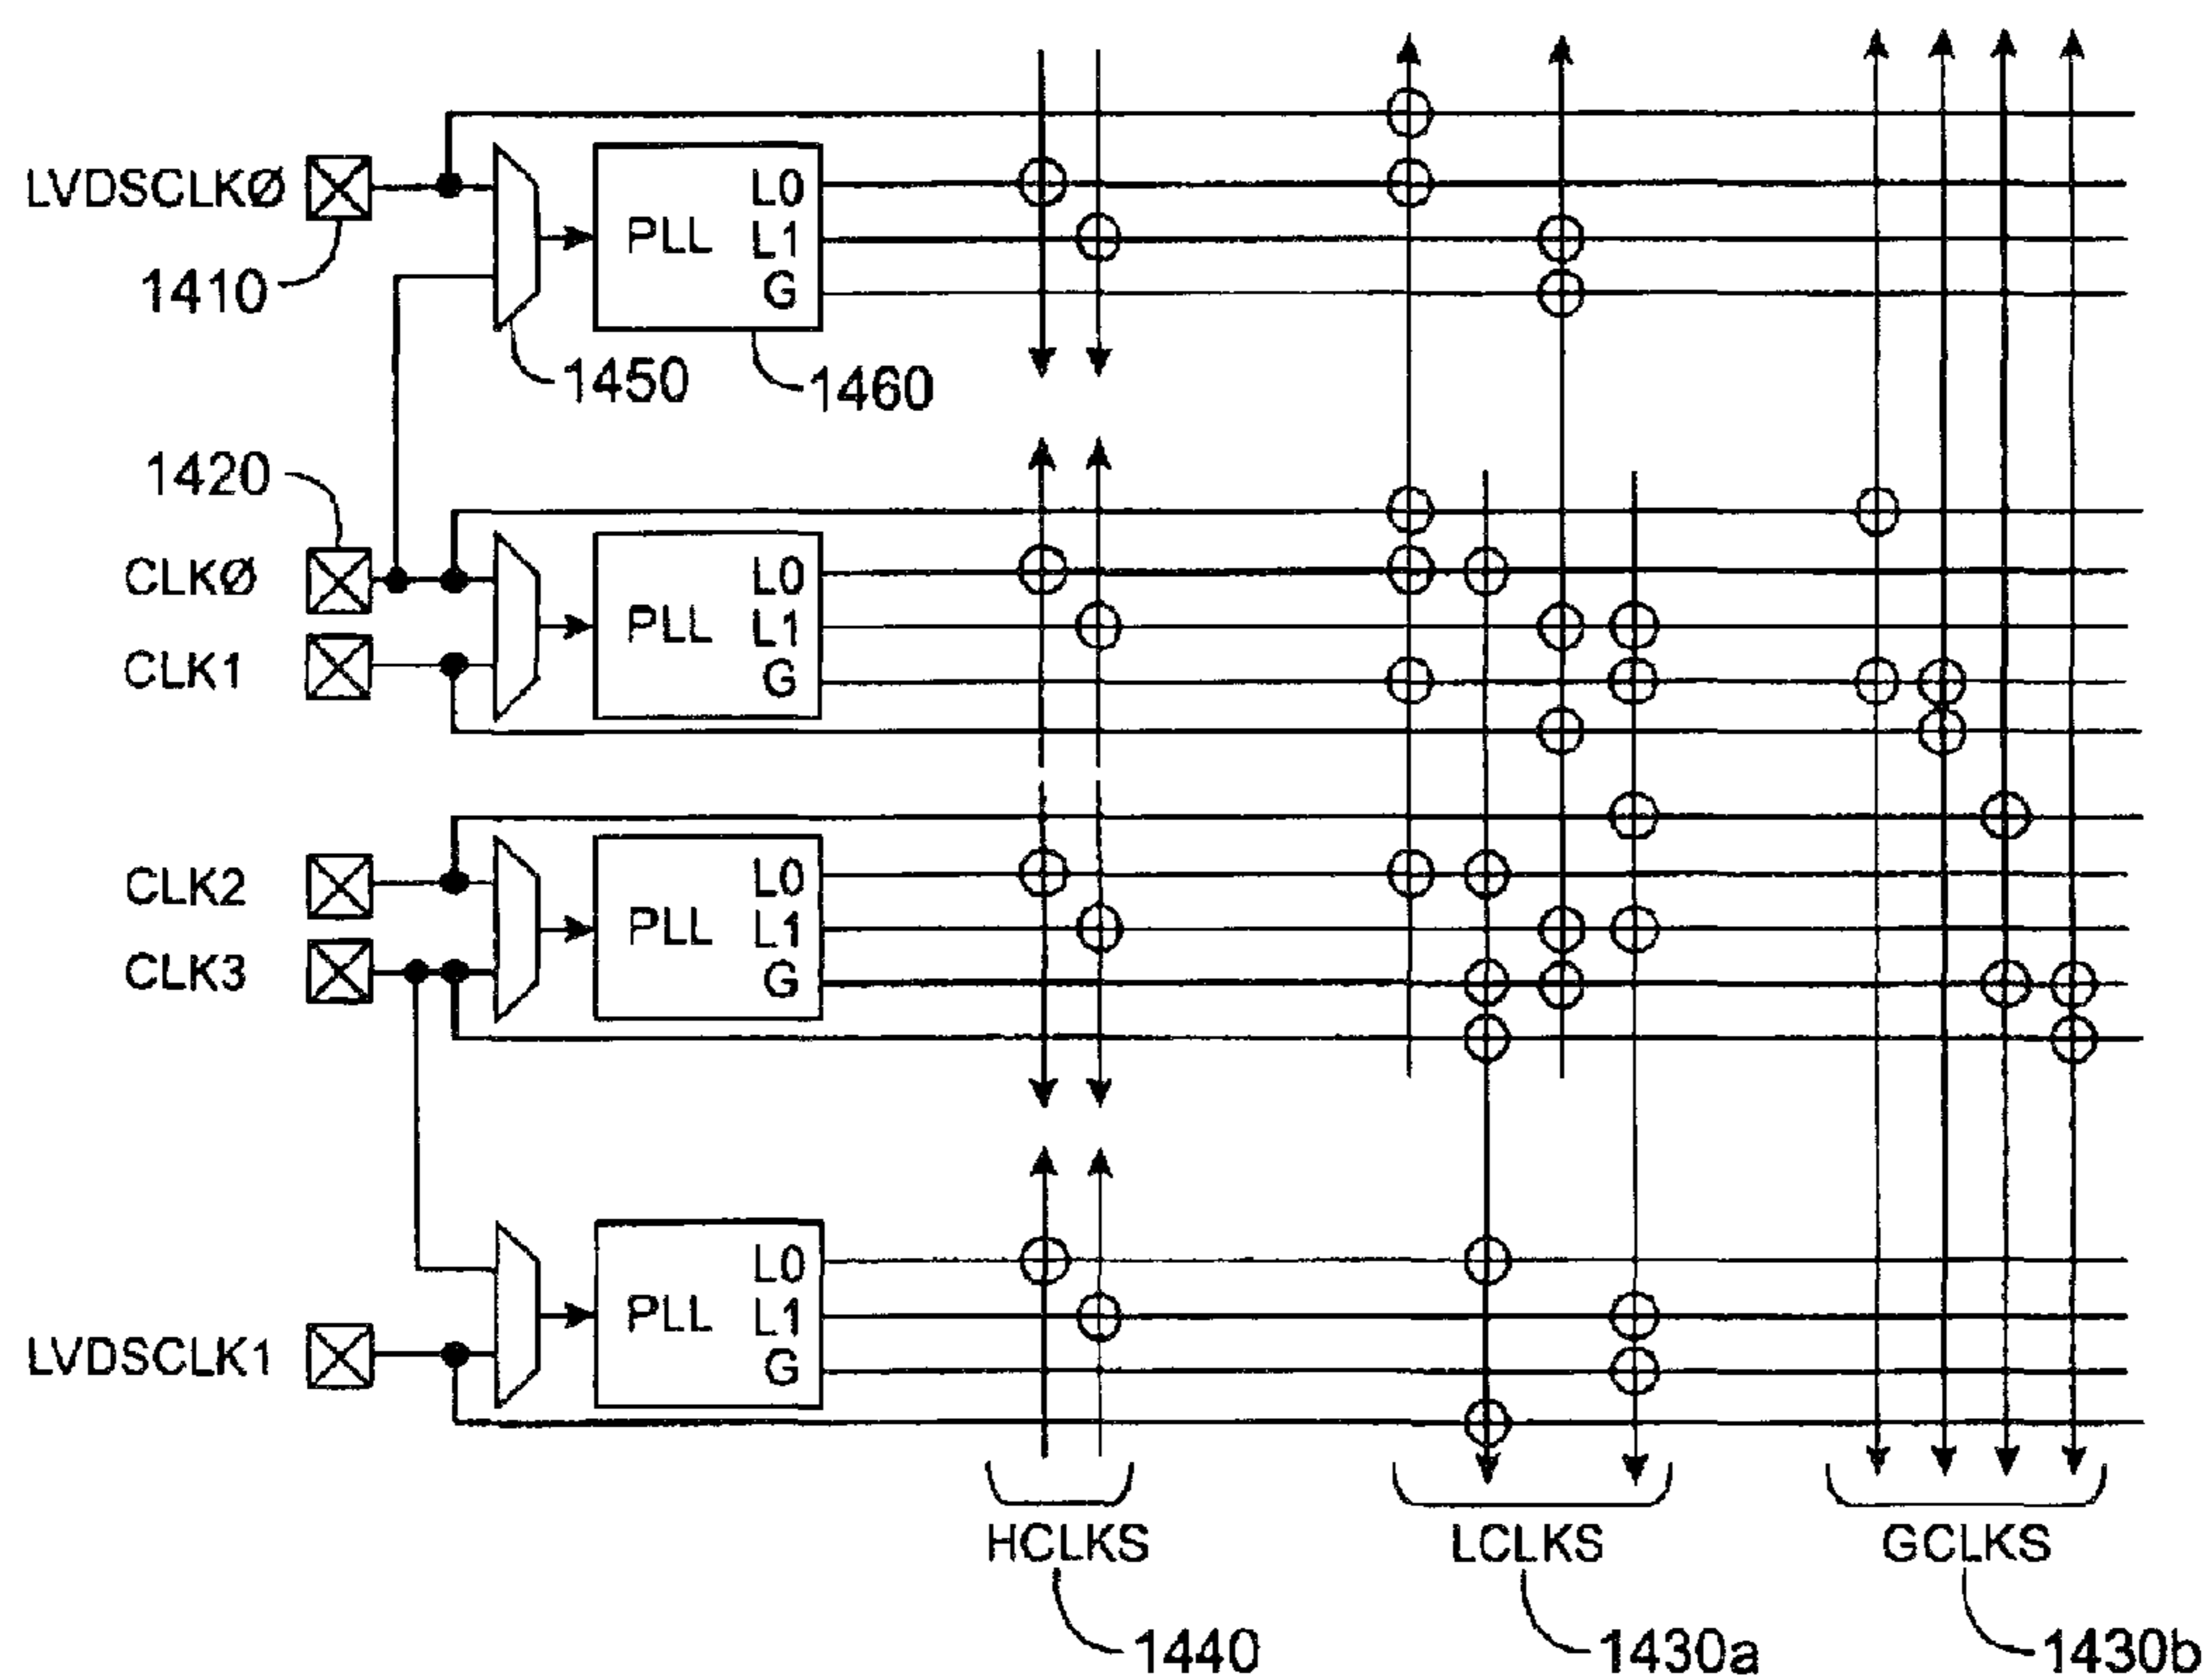 LVDSCLKØ
1410
PLL
L0
L1
G
1450
1460
1420
CLKØ
CLK1
PLL
L0
L1
G
CLK2
CLK3
PLL
L0
L1
G
LVDSCLK1
PLL
L0
L1
G
HCLKS
LCLKS
GCLKS
1440
1430a
1430b